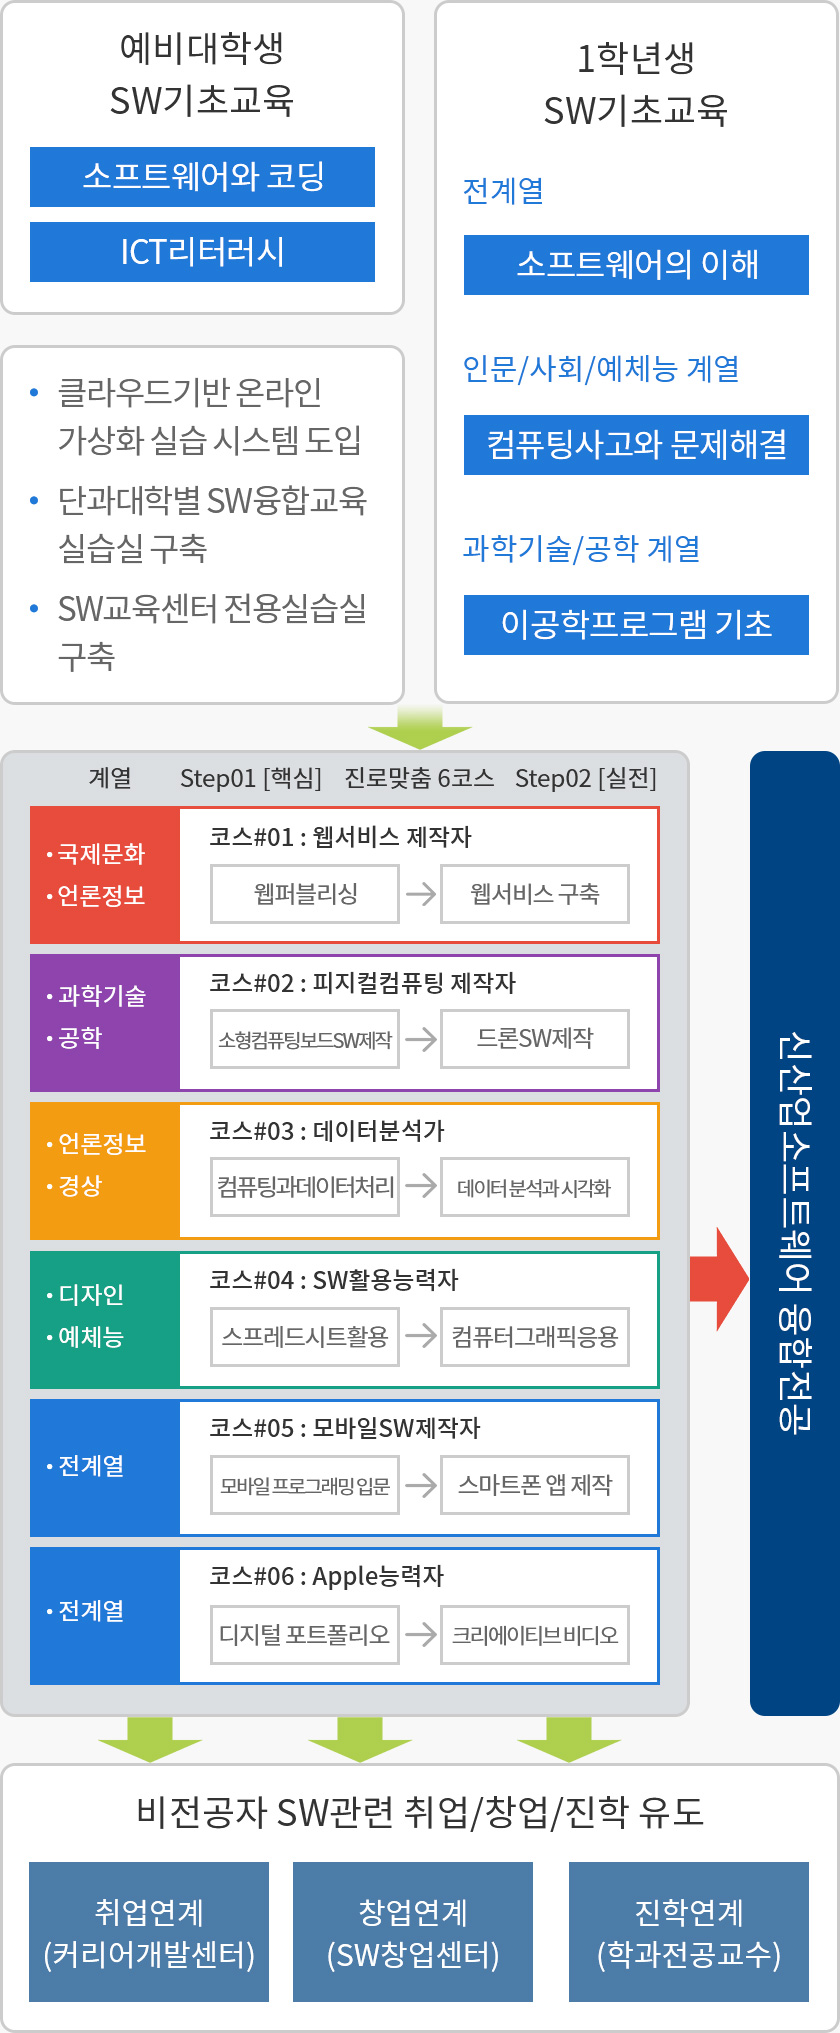 예비대학생
SW기초교육
소프트웨어와 코딩
ICT리터러시
1학년생
SW기초교육
전계열
소프트웨어의 이해
인문/사회/예체능 계열
컴퓨팅사고와 문제해결
과학기술/공학 계열
이공학프로그램 기초
• 클라우드기반 온라인
가상화 실습 시스템 도입
• 단과대학별 SW융합교육
실습실 구축
• SW교육센터 전용실습실
구축
계열 Step01 [핵심] 진로맞춤 6코스 Step02 [실전]
• 국제문화
• 언론정보
코스#01 : 웹서비스 제작자
웹퍼블리싱 → 웹서비스 구축
• 과학기술
• 공학
코스#02 : 피지컬컴퓨팅 제작자
소형컴퓨팅보드SW제작 → 드론SW제작
• 언론정보
• 경상
코스#03 : 데이터분석가
컴퓨팅과데이터처리 → 데이터 분석과 시각화
• 디자인
• 예체능
코스#04 : SW활용능력자
스프레드시트활용 → 컴퓨터그래픽응용
• 전계열
코스#05 : 모바일SW제작자
모바일 프로그래밍 입문 → 스마트폰 앱 제작
• 전계열
코스#06 : Apple능력자
디지털 포트폴리오 → 크리에이티브 비디오
신산업소프트웨어 융합전공
비전공자 SW관련 취업/창업/진학 유도
취업연계
(커리어개발센터)
창업연계
(SW창업센터)
진학연계
(학과전공교수)